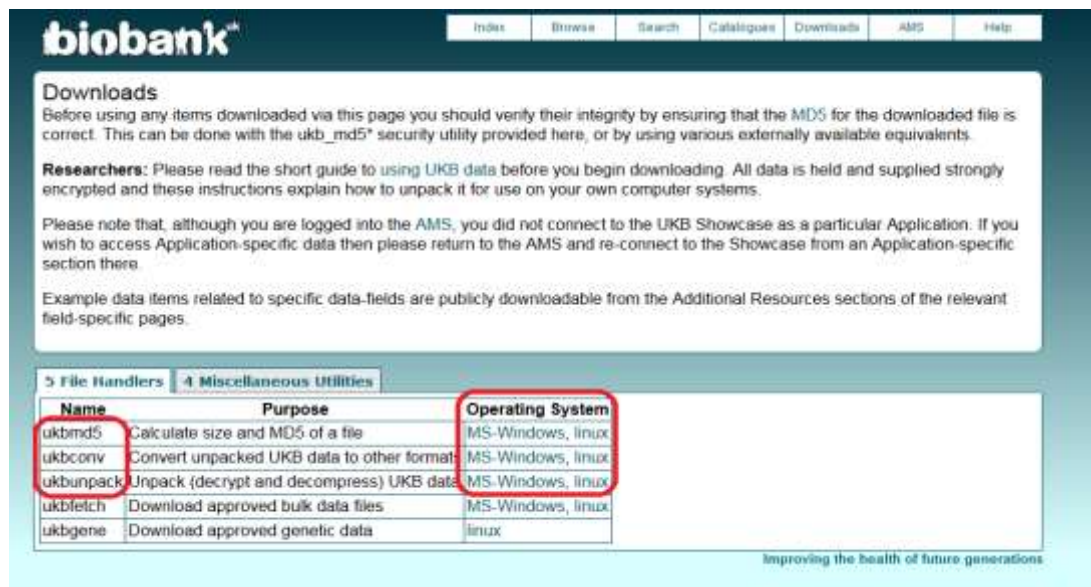 biobank uk
Index Browse Search Catalogues Downloads AMS Help
Downloads
Before using any items downloaded via this page you should verify their integrity by ensuring that the MD5 for the downloaded file is
correct. This can be done with the ukb_md5* security utility provided here, or by using various externally available equivalents.
Researchers: Please read the short guide to using UKB data before you begin downloading. All data is held and supplied strongly
encrypted and these instructions explain how to unpack it for use on your own computer systems.
Please note that, although you are logged into the AMS, you did not connect to the UKB Showcase as a particular Application. If you
wish to access Application-specific data then please return to the AMS and re-connect to the Showcase from an Application-specific
section there.
Example data items related to specific data-fields are publicly downloadable from the Additional Resources sections of the relevant
field-specific pages.
5 File Handlers 4 Miscellaneous Utilities
Name Purpose Operating System
ukbmd5 Calculate size and MD5 of a file MS-Windows, linux
ukbconv Convert unpacked UKB data to other formats MS-Windows, linux
ukbunpack Unpack (decrypt and decompress) UKB data MS-Windows, linux
ukbfetch Download approved bulk data files MS-Windows, linux
ukbgene Download approved genetic data linux
Improving the health of future generations